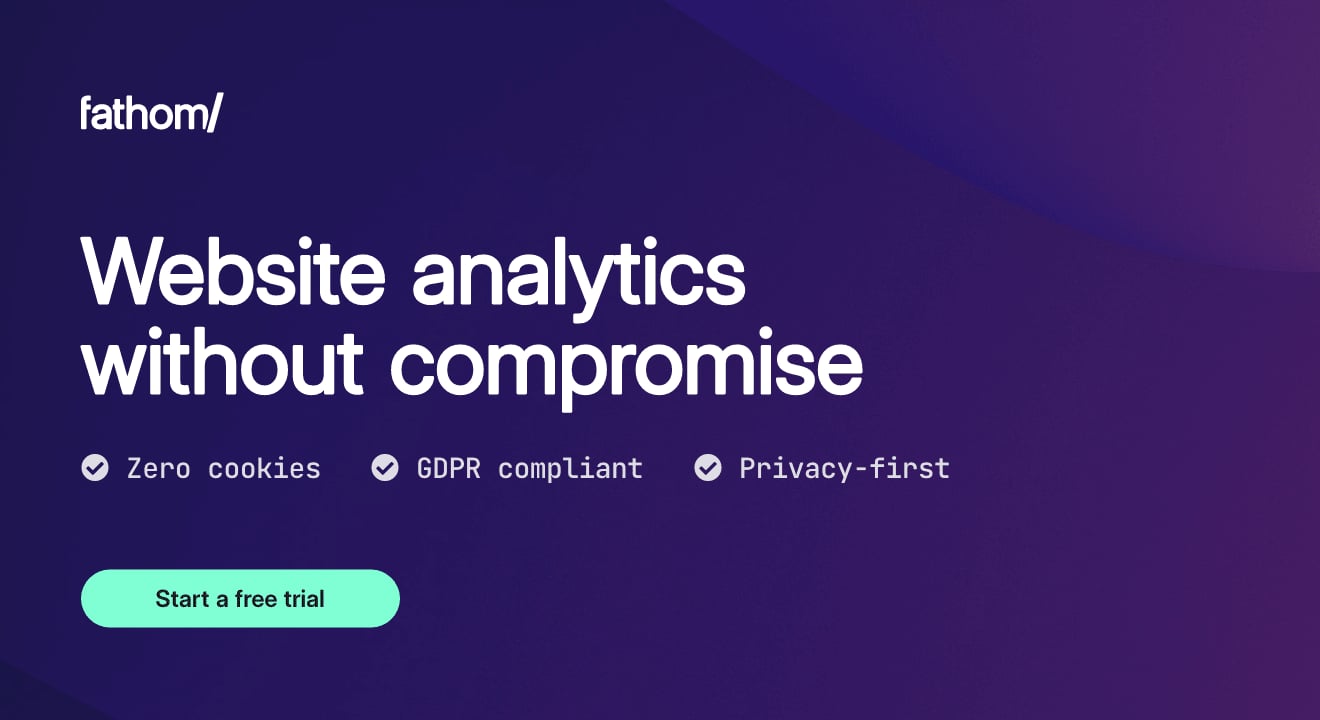 fathom/
Website analytics
without compromise
Zero cookies GDPR compliant Privacy-first
Start a free trial